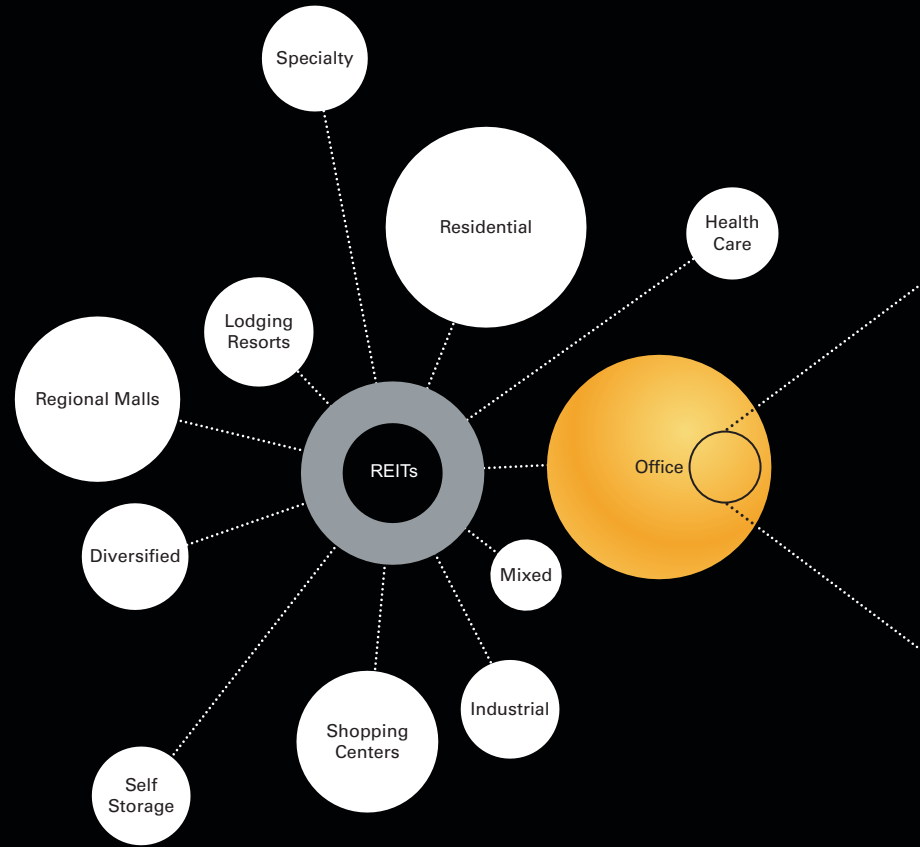 Specialty
Residential
Health
Care
Lodging
Resorts
Regional Malls
REITs
Office
Diversified
Mixed
Industrial
Shopping
Centers
Self
Storage